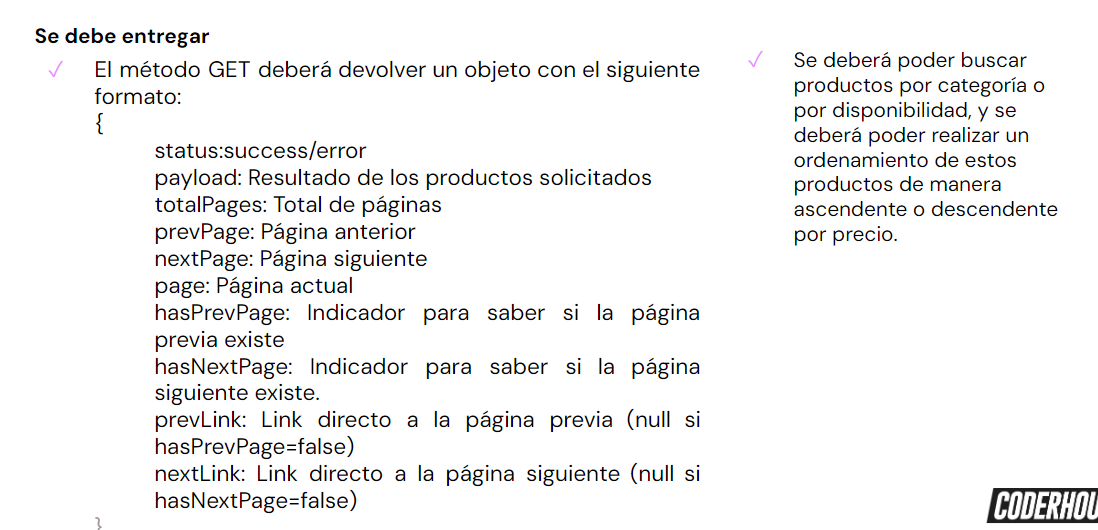 Se debe entregar
✓ El método GET deberá devolver un objeto con el siguiente
formato:
{
status:success/error
payload: Resultado de los productos solicitados
totalPages: Total de páginas
prevPage: Página anterior
nextPage: Página siguiente
page: Página actual
hasPrevPage: Indicador para saber si la página
previa existe
hasNextPage: Indicador para saber si la página
siguiente existe.
prevLink: Link directo a la página previa (null si
hasPrevPage=false)
nextLink: Link directo a la página siguiente (null si
hasNextPage=false)
}
✓ Se deberá poder buscar
productos por categoría o
por disponibilidad, y se
deberá poder realizar un
ordenamiento de estos
productos de manera
ascendente o descendente
por precio.
CODERHOU